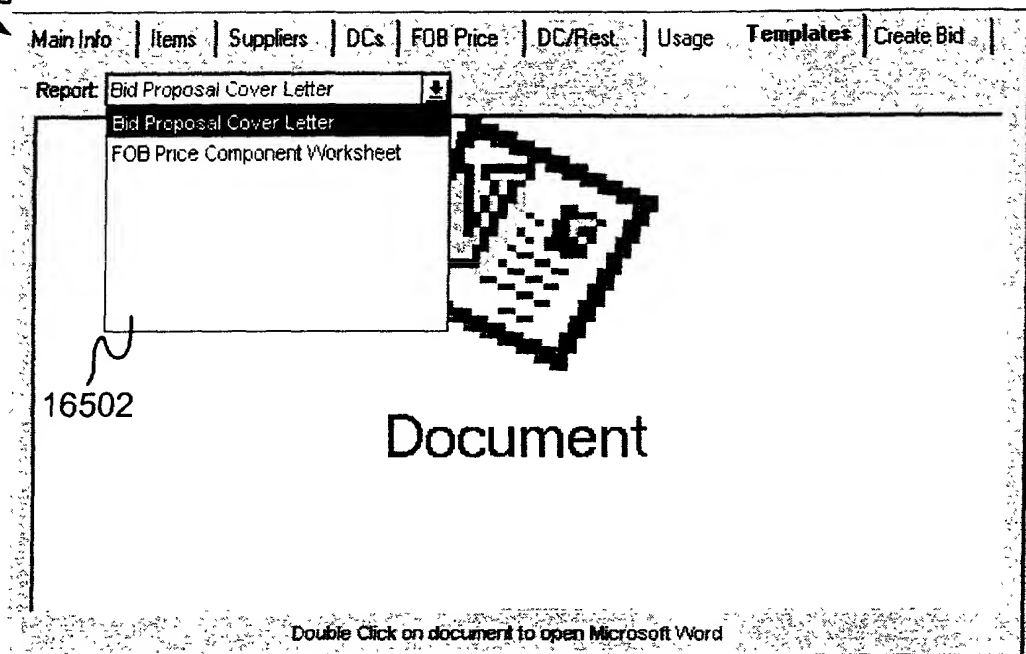 Main Info Items Suppliers DCs FOB Price DC/Rest. Usage Templates Create Bid
Report: Bid Proposal Cover Letter
Bid Proposal Cover Letter
FOB Price Component Worksheet
16502
Document
Double Click on document to open Microsoft Word